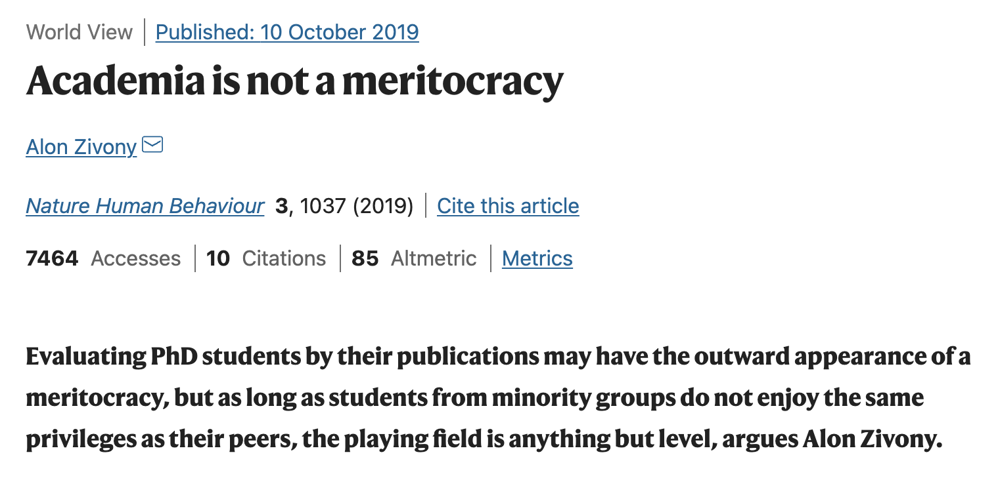 World View | Published: 10 October 2019
Academia is not a meritocracy
Alon Zivony
Nature Human Behaviour 3, 1037 (2019) | Cite this article
7464 Accesses | 10 Citations | 85 Altmetric | Metrics
Evaluating PhD students by their publications may have the outward appearance of a
meritocracy, but as long as students from minority groups do not enjoy the same
privileges as their peers, the playing field is anything but level, argues Alon Zivony.